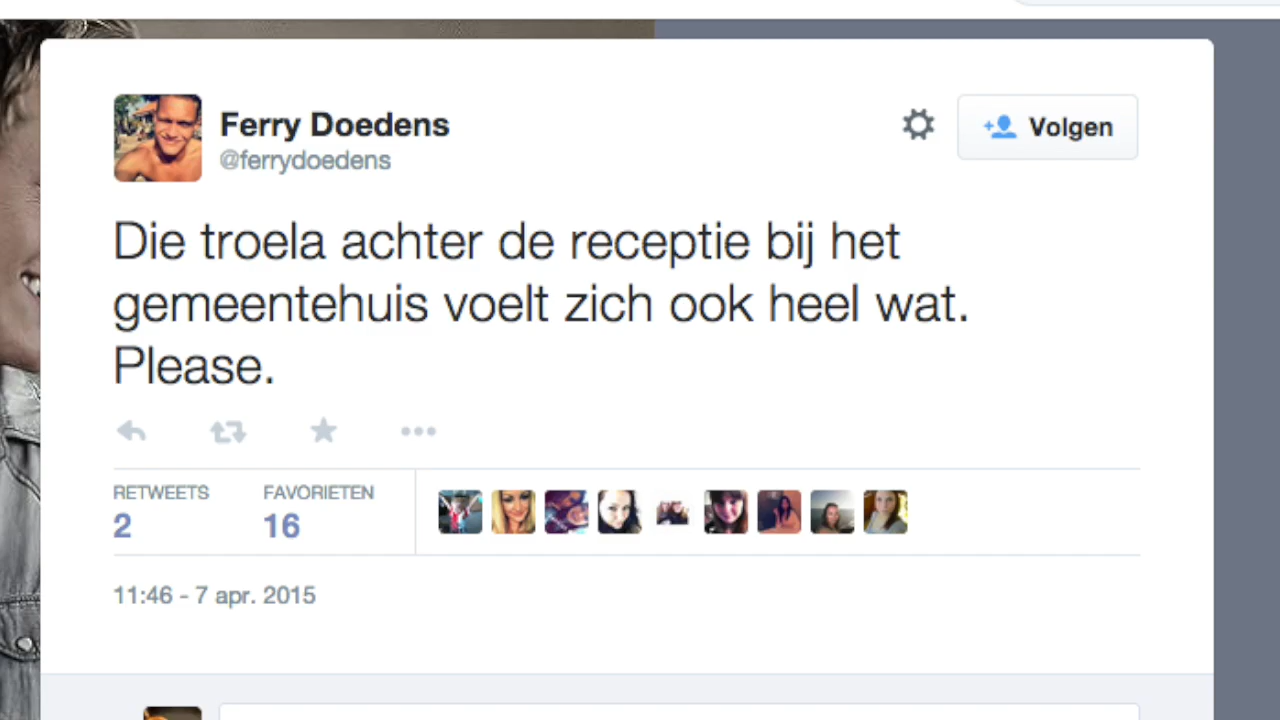 Ferry Doedens
@ferrydoedens
Volgen
Die troela achter de receptie bij het
gemeentehuis voelt zich ook heel wat.
Please.
RETWEETS FAVORIETEN
2 16
11:46 - 7 apr. 2015